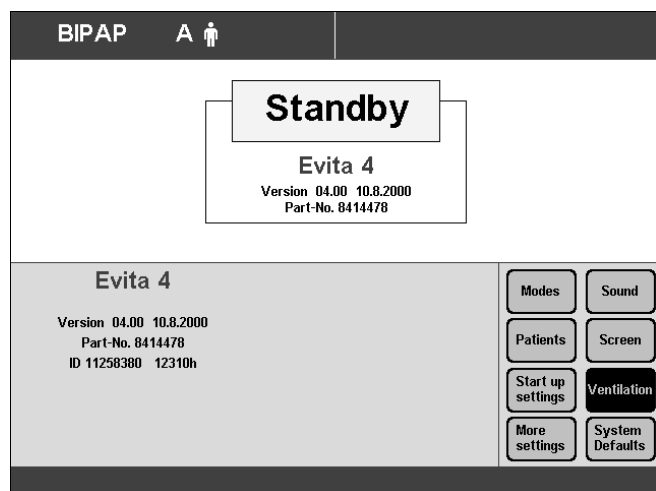 BIPAP A
Standby
Evita 4
Version 04.00 10.8.2000
Part-No. 8414478
Evita 4
Version 04.00 10.8.2000
Part-No. 8414478
ID 11258380 12310h
Modes
Sound
Patients
Screen
Start up
settings
Ventilation
More
settings
System
Defaults